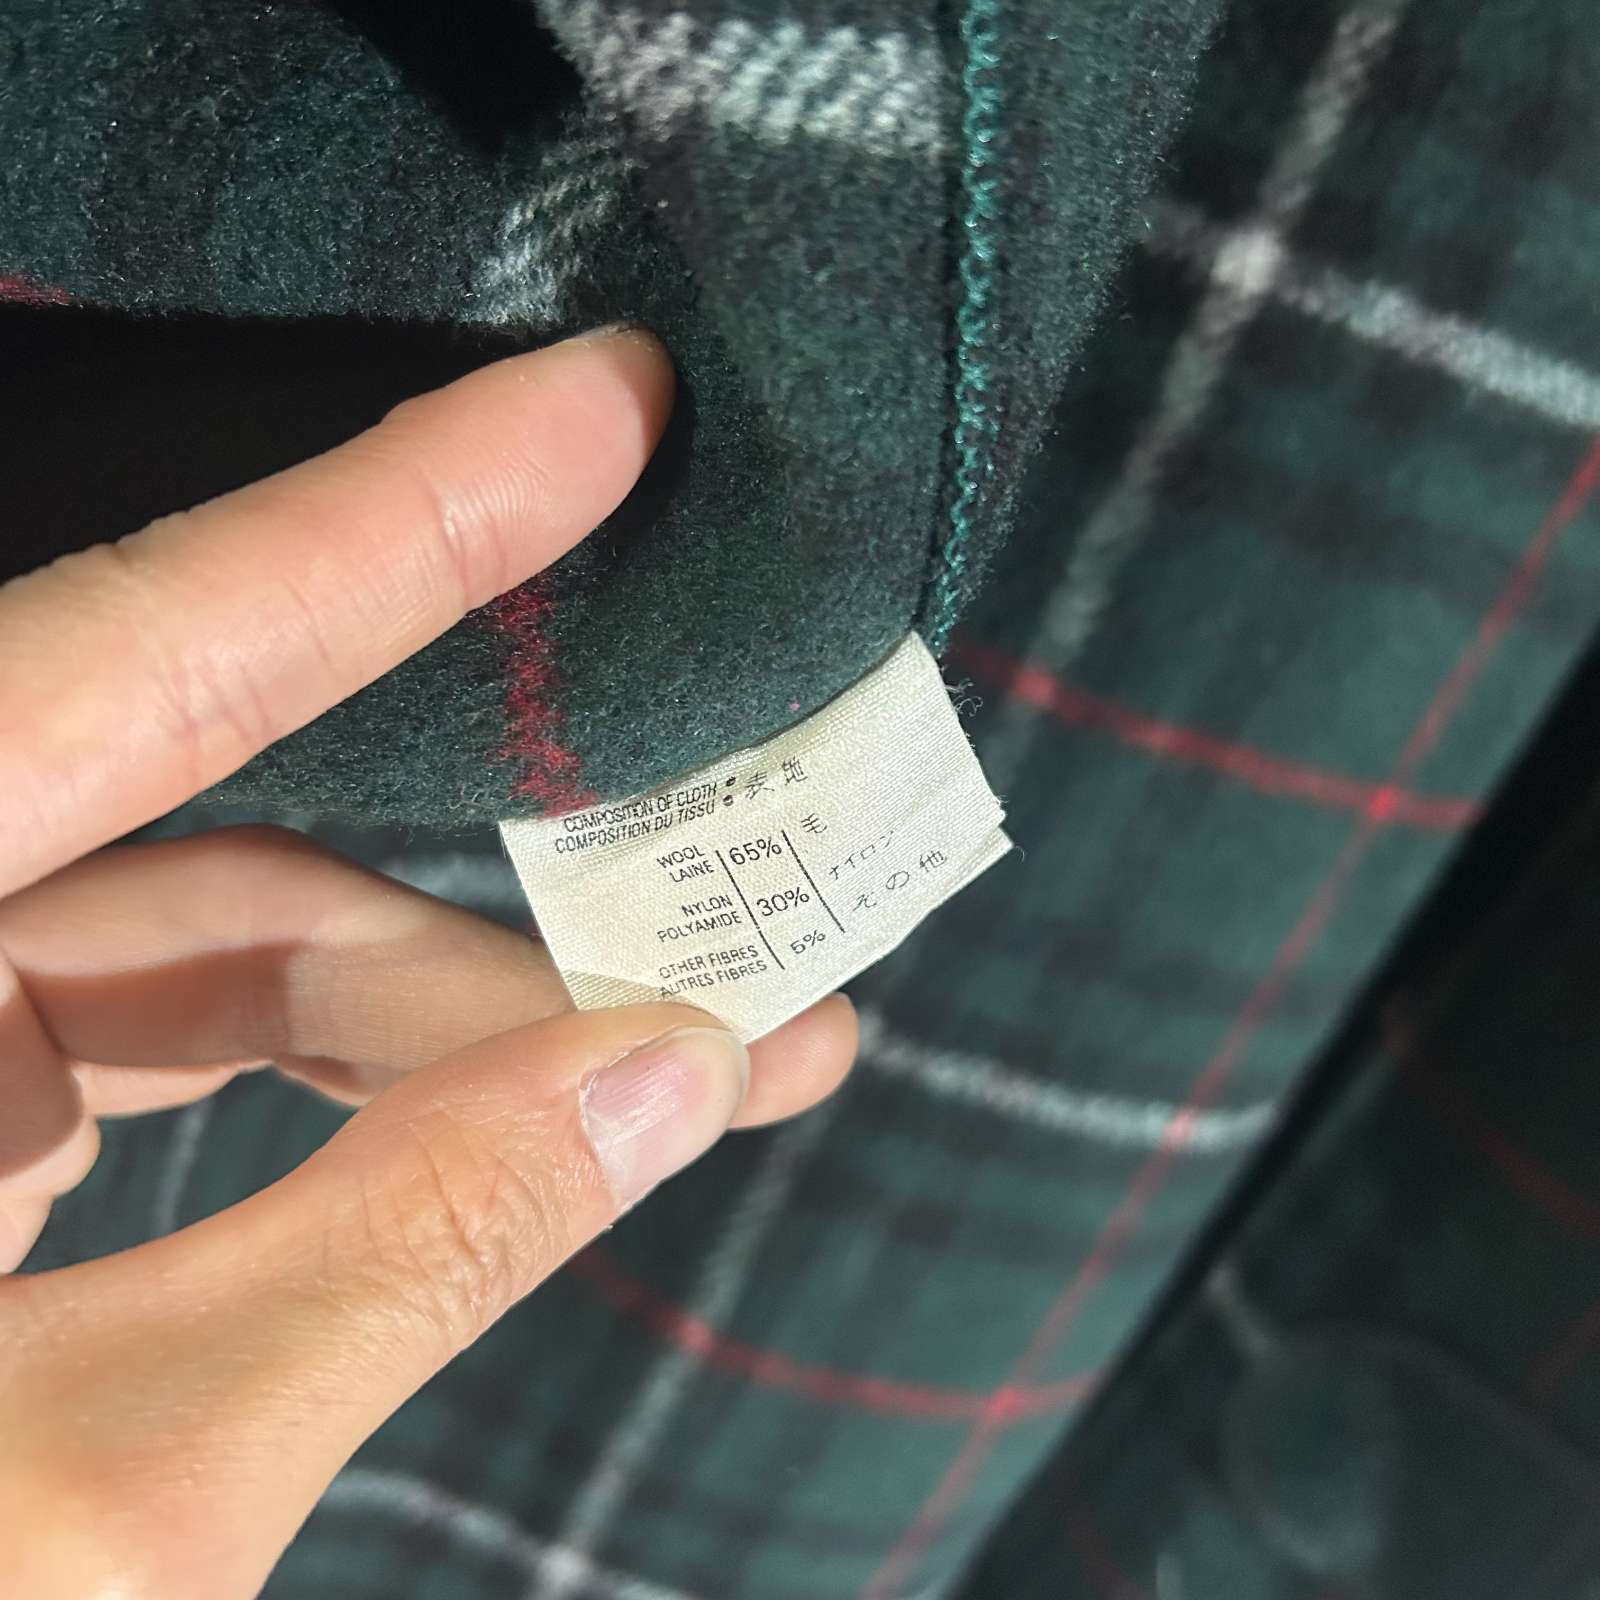 COMPOSITION OF CLOTH : 表地
COMPOSITION DU TISSU
WOOL 65% 毛
LAINE
NYLON 30% ナイロン
POLYAMIDE
OTHER FIBRES 5% その他
AUTRES FIBRES